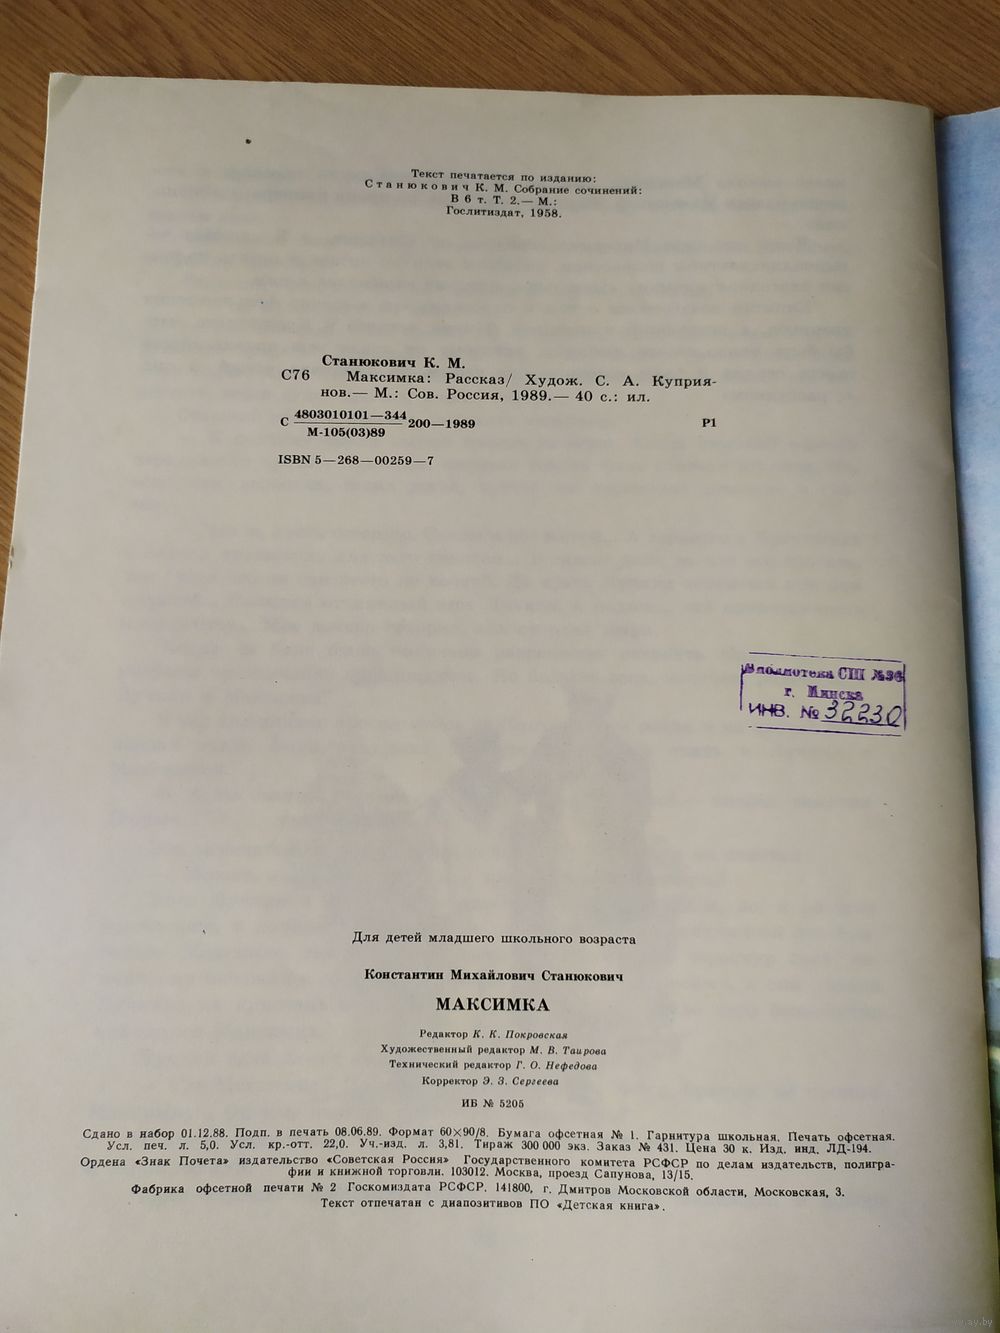 Текст печатается по изданию:
Станюкович К. М. Собрание сочинений:
В 6 т. Т. 2.— М.:
Гослитиздат, 1958.
Станюкович К. М.
С76 Максимка: Рассказ/ Худож. С. А. Куприя-
нов.— М.: Сов. Россия, 1989.— 40 с.: ил.
С 4803010101—344 200—1989 Р1
М-105(03)89
ISBN 5—268—00259—7
Библиотека СШ №36
г. Минска
ИНВ. № 32230
Для детей младшего школьного возраста
Константин Михайлович Станюкович
МАКСИМКА
Редактор К. К. Покровская
Художественный редактор М. В. Таирова
Технический редактор Г. О. Нефедова
Корректор Э. З. Сергеева
ИБ № 5205
Сдано в набор 01.12.88. Подп. в печать 08.06.89. Формат 60×90/8. Бумага офсетная № 1. Гарнитура школьная. Печать офсетная.
Усл. печ. л. 5,0. Усл. кр.-отт. 22,0. Уч.-изд. л. 3,81. Тираж 300 000 экз. Заказ № 431. Цена 30 к. Изд. инд. ЛД-194.
Ордена «Знак Почета» издательство «Советская Россия» Государственного комитета РСФСР по делам издательств, полигра-
фии и книжной торговли. 103012. Москва, проезд Сапунова, 13/15.
Фабрика офсетной печати № 2 Госкомиздата РСФСР. 141800, г. Дмитров Московской области, Московская, 3.
Текст отпечатан с диапозитивов ПО «Детская книга».